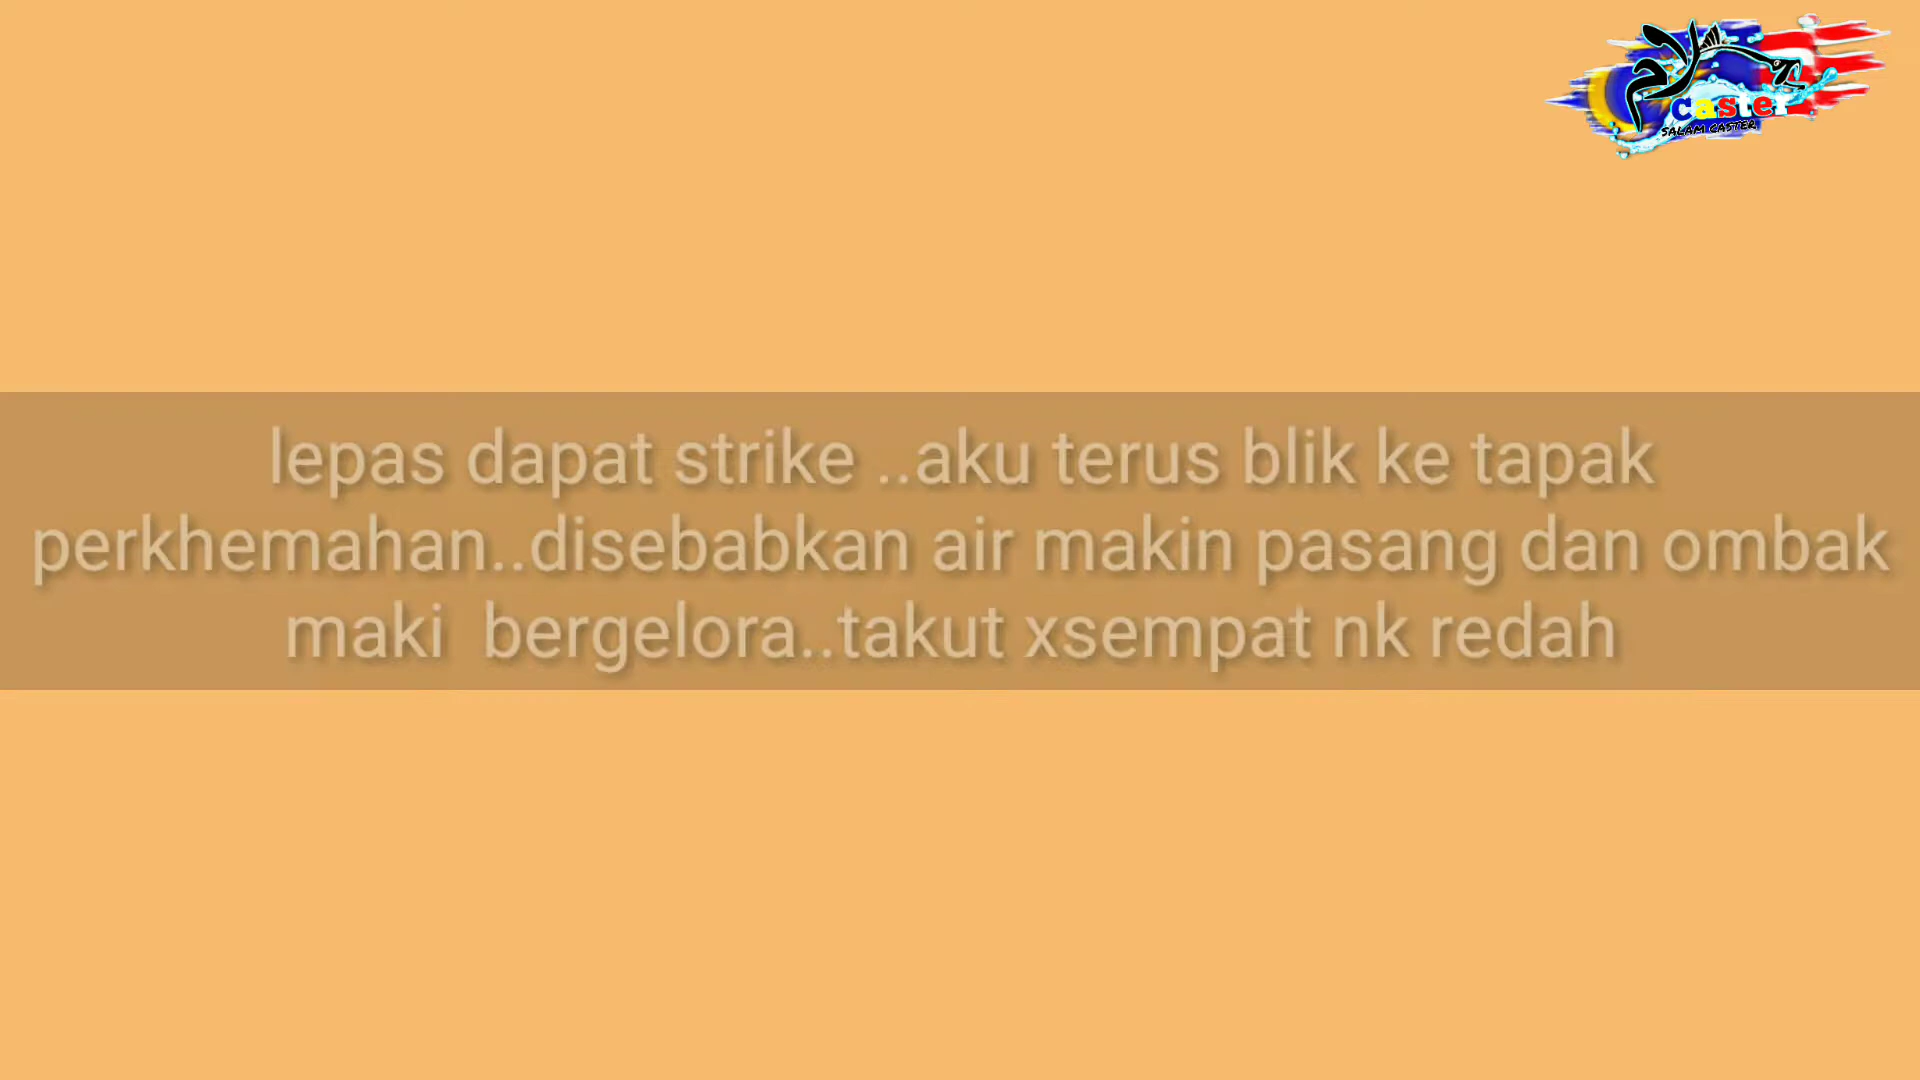 سلام
caster
SALAM CASTER
lepas dapat strike ..aku terus blik ke tapak
perkhemahan..disebabkan air makin pasang dan ombak
maki  bergelora..takut xsempat nk redah